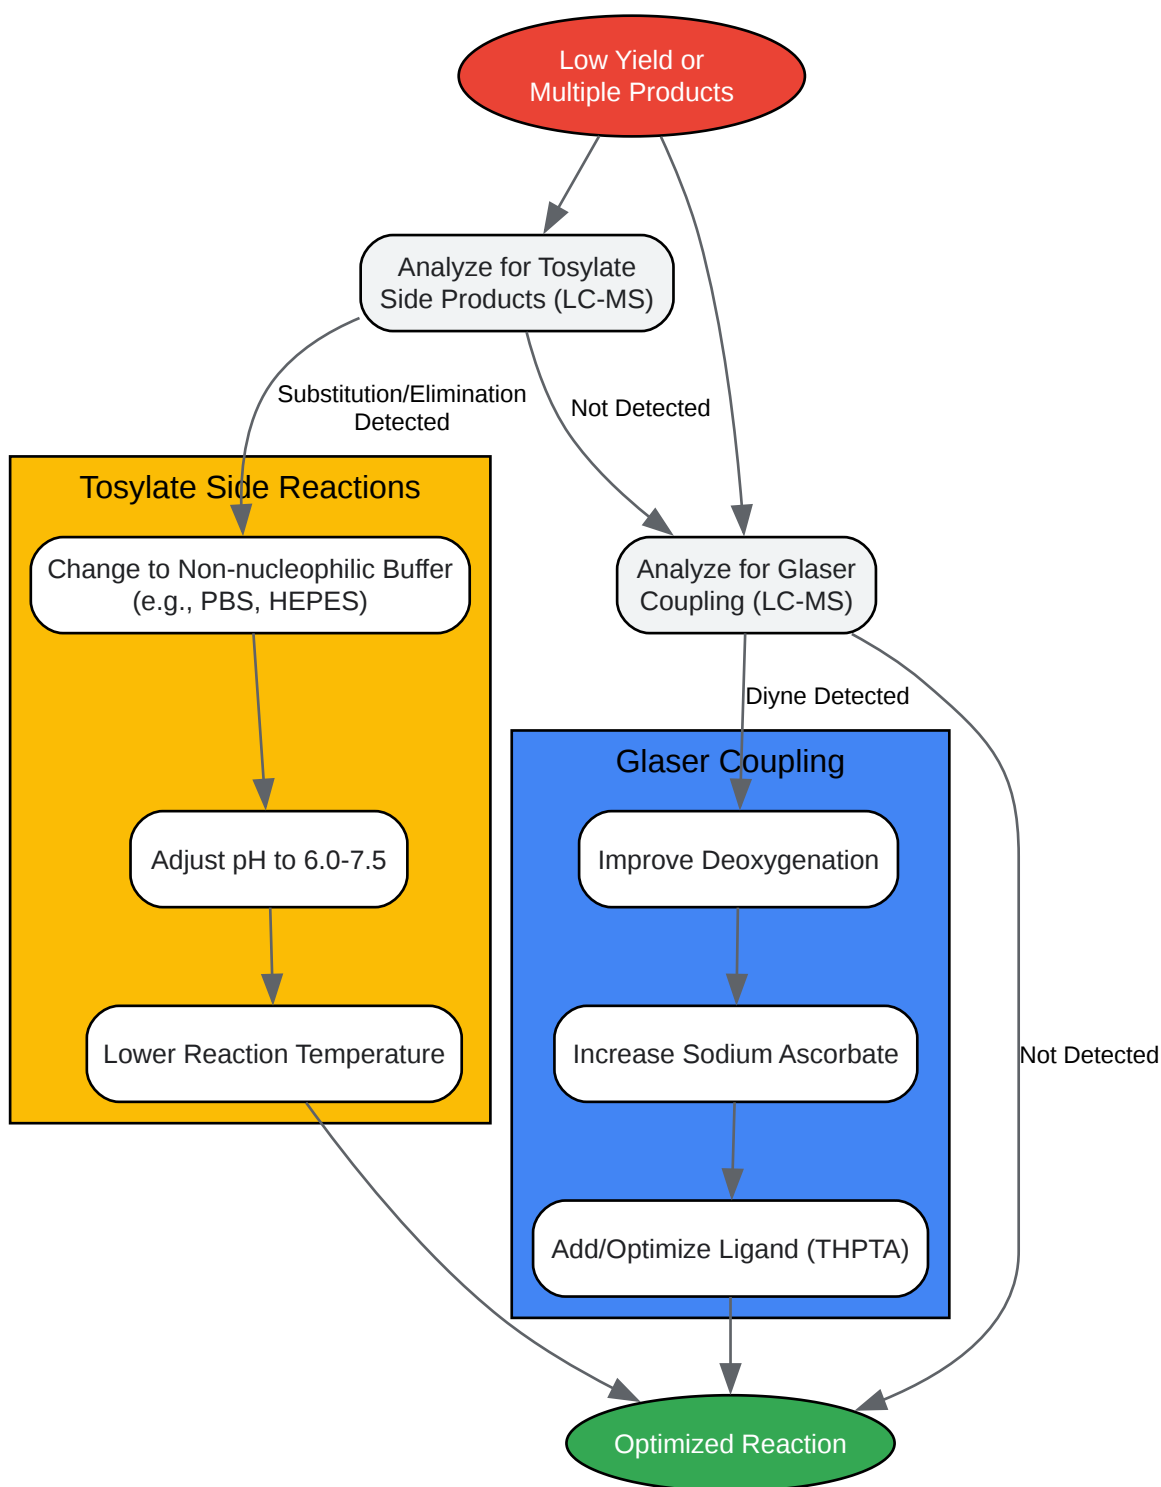 Low Yield or
Multiple Products
Analyze for Tosylate
Side Products (LC-MS)
Substitution/Elimination
Detected
Not Detected
Tosylate Side Reactions
Change to Non-nucleophilic Buffer
(e.g., PBS, HEPES)
Analyze for Glaser
Coupling (LC-MS)
Diyne Detected
Glaser Coupling
Adjust pH to 6.0-7.5
Improve Deoxygenation
Lower Reaction Temperature
Increase Sodium Ascorbate
Not Detected
Add/Optimize Ligand (THPTA)
Optimized Reaction